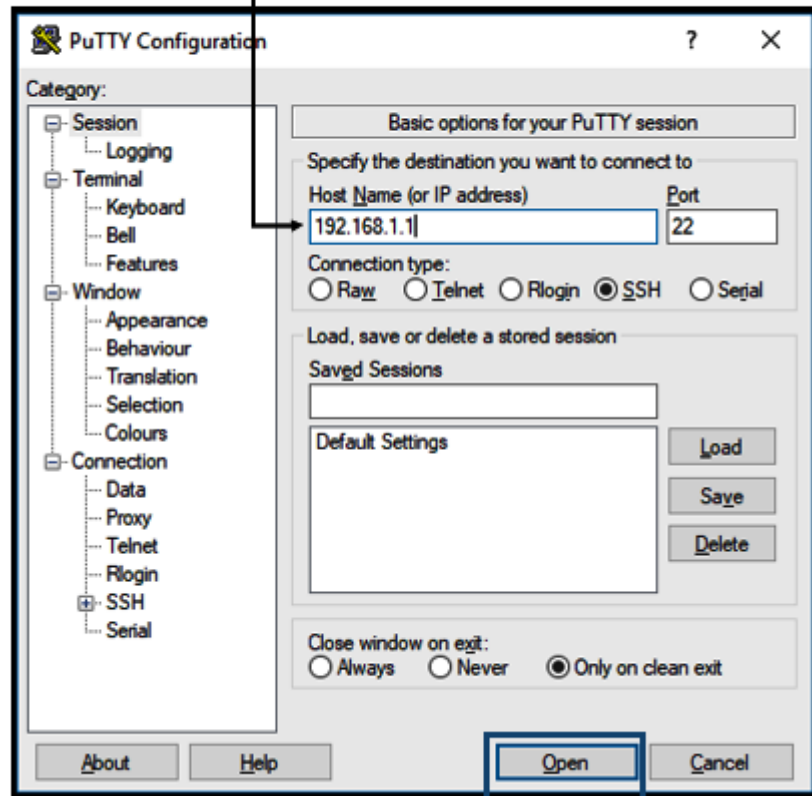 PuTTY Configuration ? ×
Category:
Session
Logging
Terminal
Keyboard
Bell
Features
Window
Appearance
Behaviour
Translation
Selection
Colours
Connection
Data
Proxy
Telnet
Rlogin
SSH
Serial
Basic options for your PuTTY session
Specify the destination you want to connect to
Host Name (or IP address) Port
192.168.1.1 22
Connection type:
Raw Telnet Rlogin SSH Serial
Load, save or delete a stored session
Saved Sessions
Default Settings
Load
Save
Delete
Close window on exit:
Always Never Only on clean exit
About Help Open Cancel